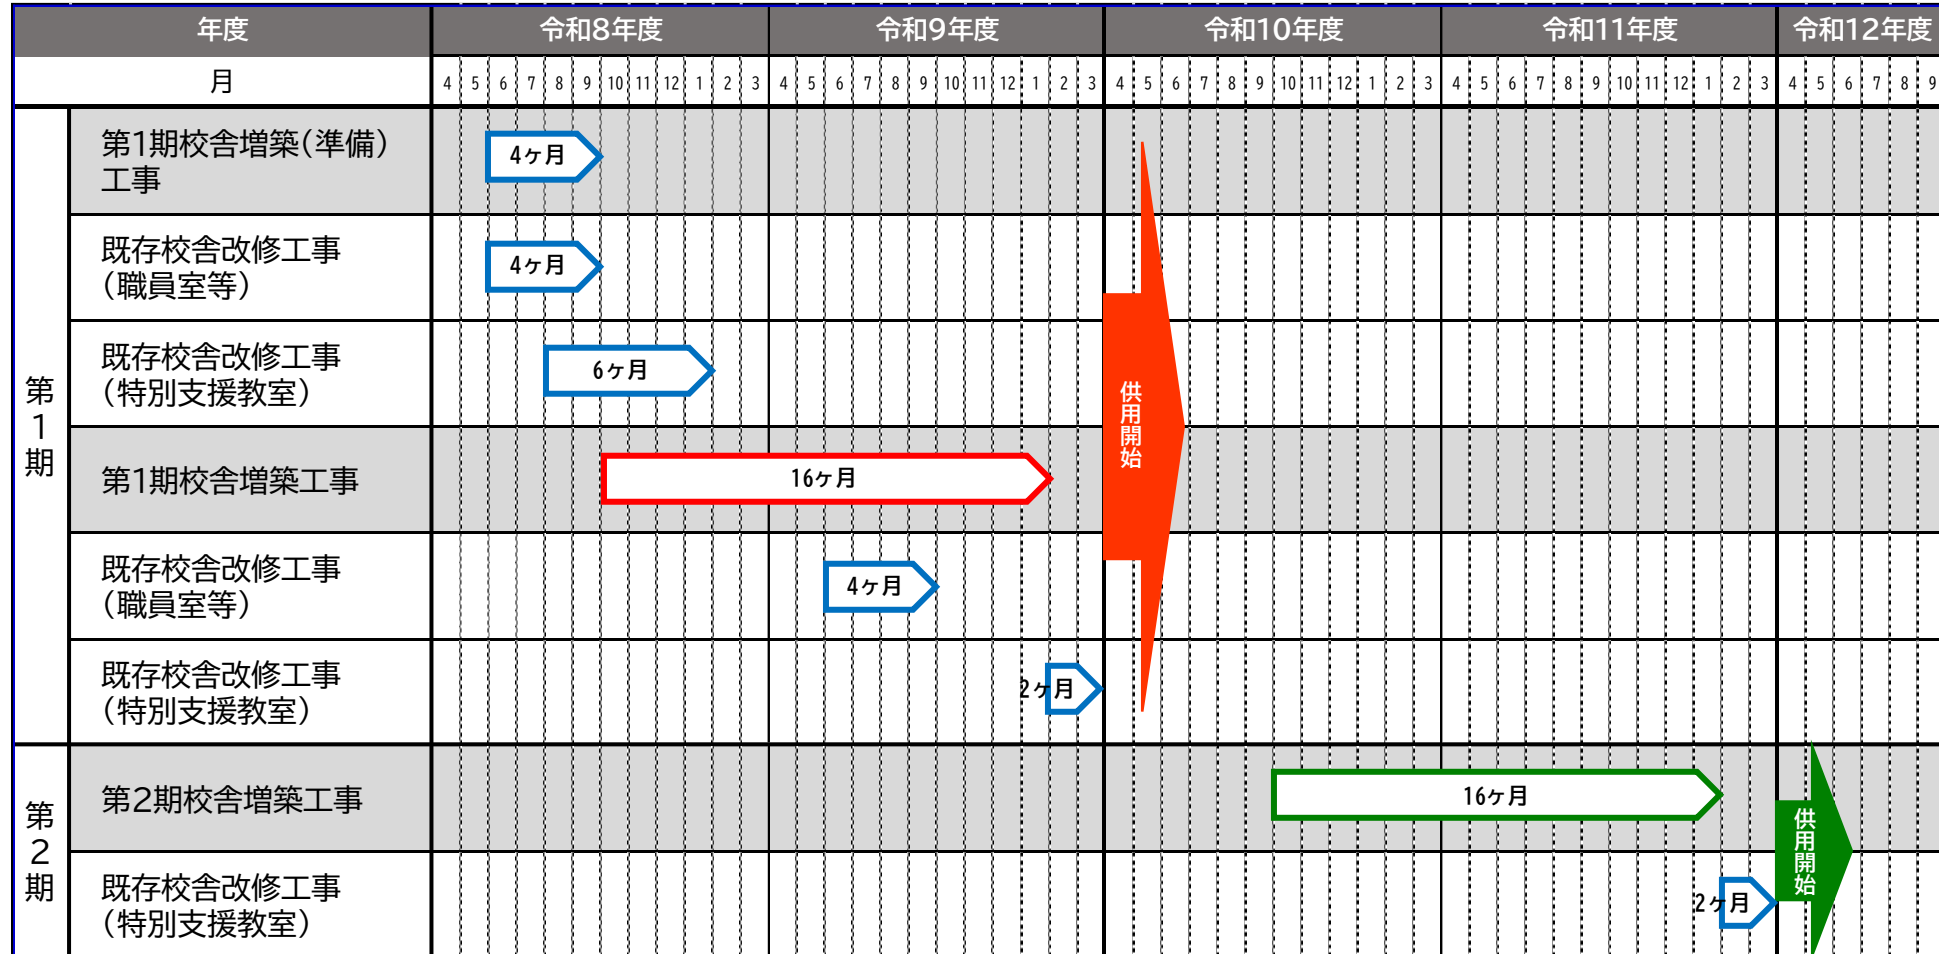 年度 令和8年度 令和9年度 令和10年度 令和11年度 令和12年度
月 4 5 6 7 8 9 10 11 12 1 2 3 4 5 6 7 8 9 10 11 12 1 2 3 4 5 6 7 8 9 10 11 12 1 2 3 4 5 6 7 8 9 10 11 12 1 2 3 4 5 6 7 8 9
第1期
第1期校舎増築(準備)
工事
4ヶ月
既存校舎改修工事
(職員室等)
4ヶ月
既存校舎改修工事
(特別支援教室)
6ヶ月
第1期校舎増築工事
16ヶ月
既存校舎改修工事
(職員室等)
4ヶ月
既存校舎改修工事
(特別支援教室)
2ヶ月
供用開始
第2期
第2期校舎増築工事
16ヶ月
既存校舎改修工事
(特別支援教室)
2ヶ月
供用開始